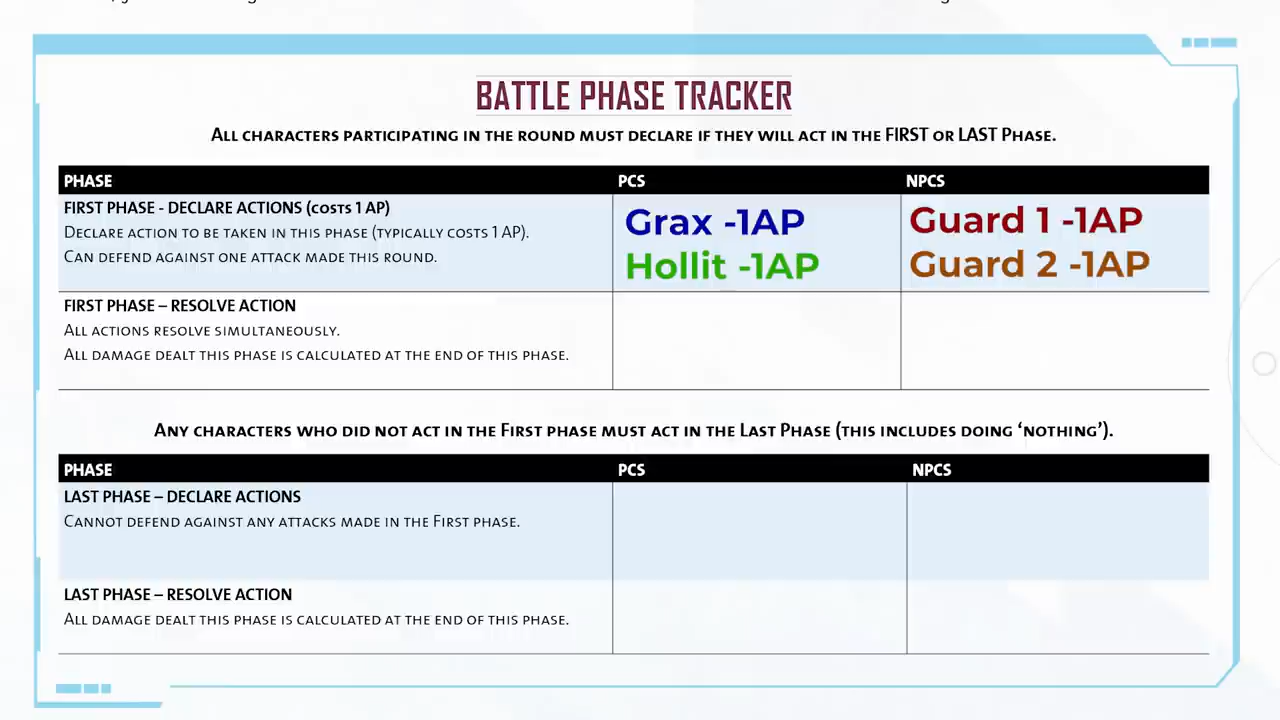 BATTLE PHASE TRACKER
ALL CHARACTERS PARTICIPATING IN THE ROUND MUST DECLARE IF THEY WILL ACT IN THE FIRST OR LAST PHASE.
PHASE PCS NPCS
FIRST PHASE - DECLARE ACTIONS (COSTS 1 AP)
DECLARE ACTION TO BE TAKEN IN THIS PHASE (TYPICALLY COSTS 1 AP).
CAN DEFEND AGAINST ONE ATTACK MADE THIS ROUND.
Grax -1AP
Hollit -1AP
Guard 1 -1AP
Guard 2 -1AP
FIRST PHASE – RESOLVE ACTION
ALL ACTIONS RESOLVE SIMULTANEOUSLY.
ALL DAMAGE DEALT THIS PHASE IS CALCULATED AT THE END OF THIS PHASE.
ANY CHARACTERS WHO DID NOT ACT IN THE FIRST PHASE MUST ACT IN THE LAST PHASE (THIS INCLUDES DOING ‘NOTHING’).
PHASE PCS NPCS
LAST PHASE – DECLARE ACTIONS
CANNOT DEFEND AGAINST ANY ATTACKS MADE IN THE FIRST PHASE.
LAST PHASE – RESOLVE ACTION
ALL DAMAGE DEALT THIS PHASE IS CALCULATED AT THE END OF THIS PHASE.